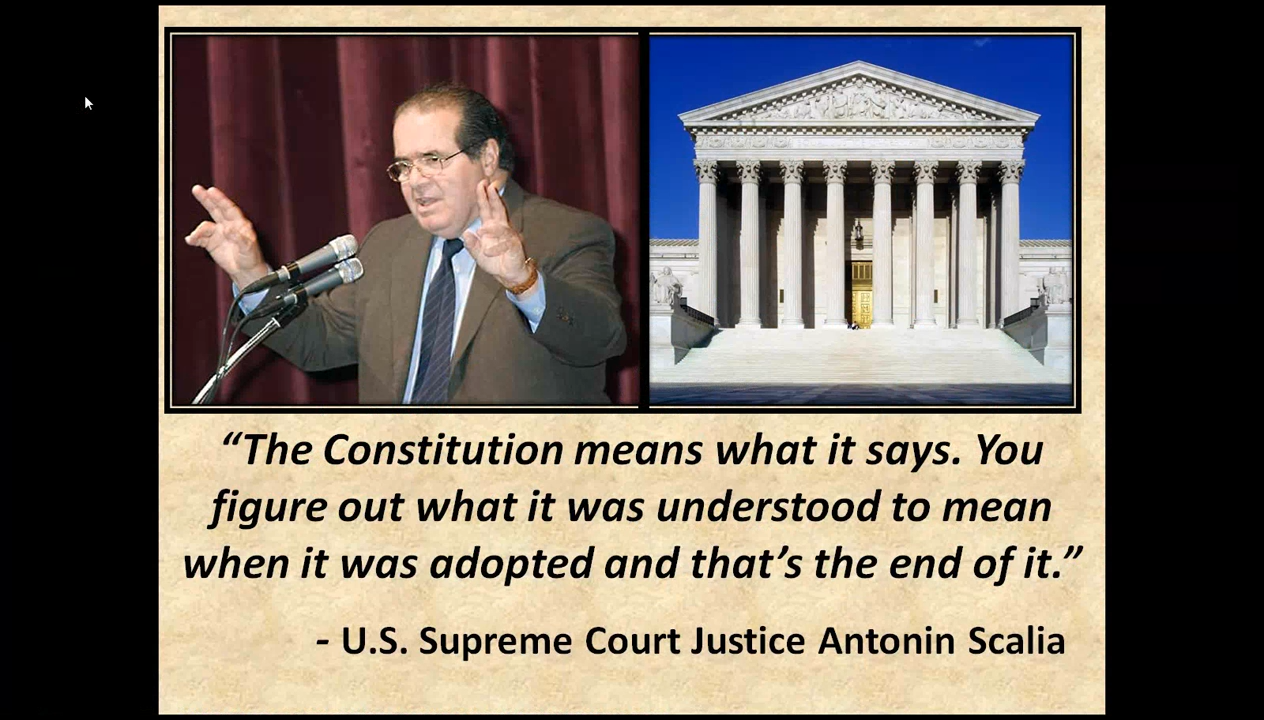 “The Constitution means what it says. You
figure out what it was understood to mean
when it was adopted and that’s the end of it.”
- U.S. Supreme Court Justice Antonin Scalia